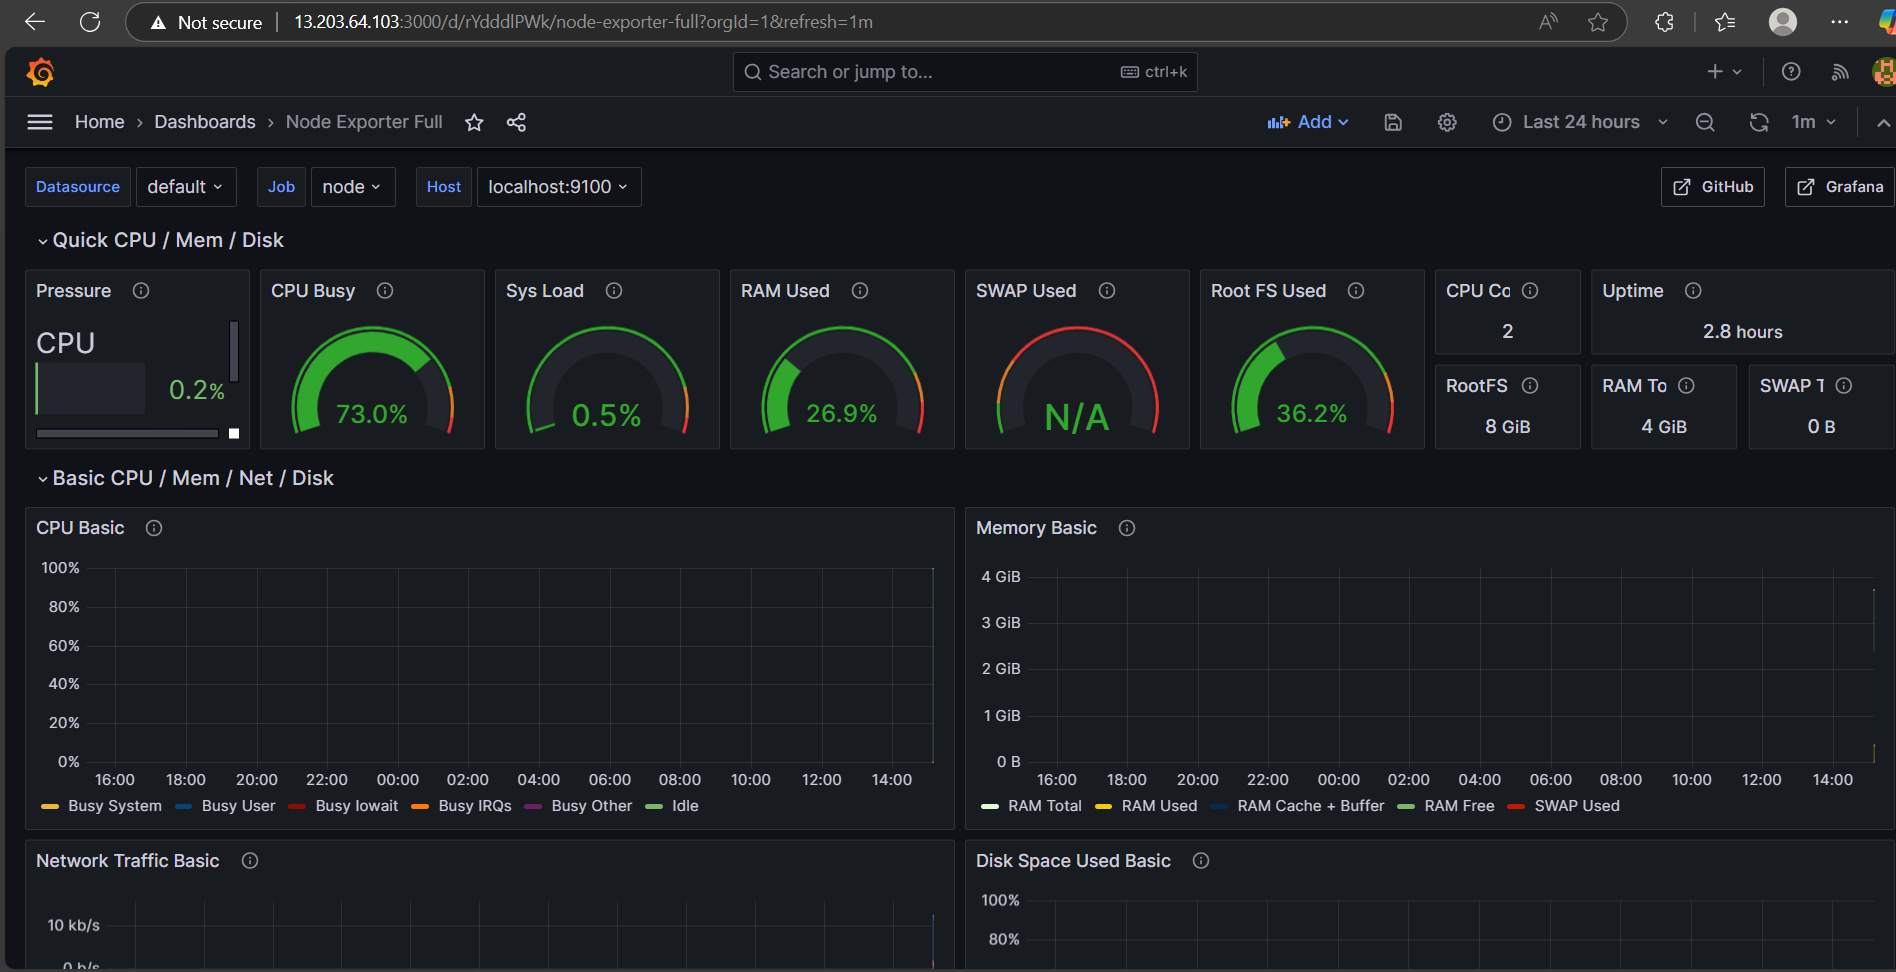 Not secure 13.203.64.103:3000/d/rYdddlPWk/node-exporter-full?orgId=1&refresh=1m
Search or jump to... ctrl+k
Home › Dashboards › Node Exporter Full Add Last 24 hours 1m
Datasource default Job node Host localhost:9100 GitHub Grafana
Quick CPU / Mem / Disk
Pressure
CPU
0.2%
CPU Busy
73.0%
Sys Load
0.5%
RAM Used
26.9%
SWAP Used
N/A
Root FS Used
36.2%
CPU Co
2
Uptime
2.8 hours
RootFS
8 GiB
RAM To
4 GiB
SWAP T
0 B
Basic CPU / Mem / Net / Disk
CPU Basic
100%
80%
60%
40%
20%
0%
16:00 18:00 20:00 22:00 00:00 02:00 04:00 06:00 08:00 10:00 12:00 14:00
Busy System Busy User Busy Iowait Busy IRQs Busy Other Idle
Memory Basic
4 GiB
3 GiB
2 GiB
1 GiB
0 B
16:00 18:00 20:00 22:00 00:00 02:00 04:00 06:00 08:00 10:00 12:00 14:00
RAM Total RAM Used RAM Cache + Buffer RAM Free SWAP Used
Network Traffic Basic
10 kb/s
0 b/s
Disk Space Used Basic
100%
80%